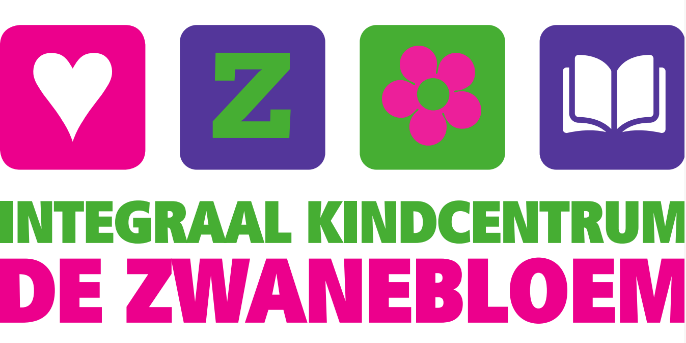 Z
INTEGRAAL KINDCENTRUM
DE ZWANEBLOEM